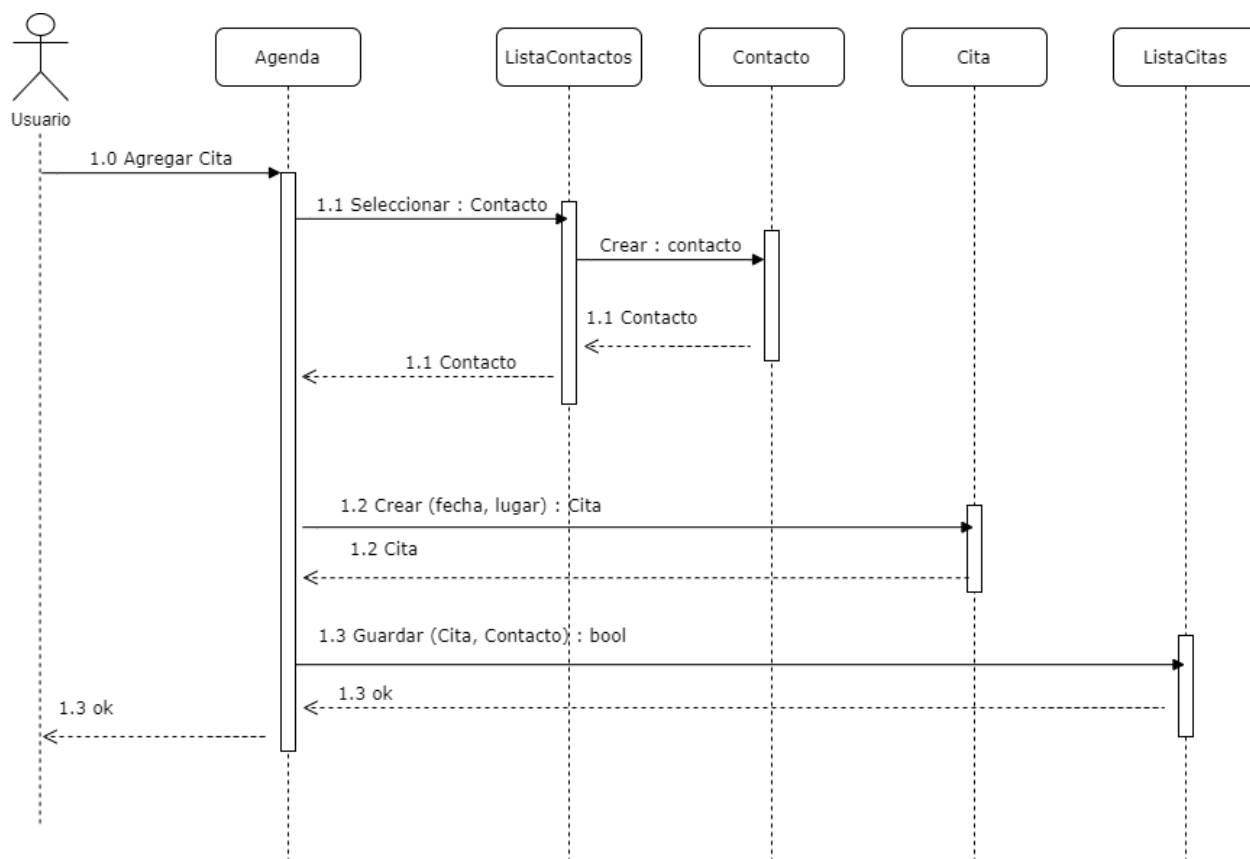 Usuario
Agenda
ListaContactos
Contacto
Cita
ListaCitas
1.0 Agregar Cita
1.1 Seleccionar : Contacto
Crear : contacto
1.1 Contacto
1.1 Contacto
1.2 Crear (fecha, lugar) : Cita
1.2 Cita
1.3 Guardar (Cita, Contacto) : bool
1.3 ok
1.3 ok